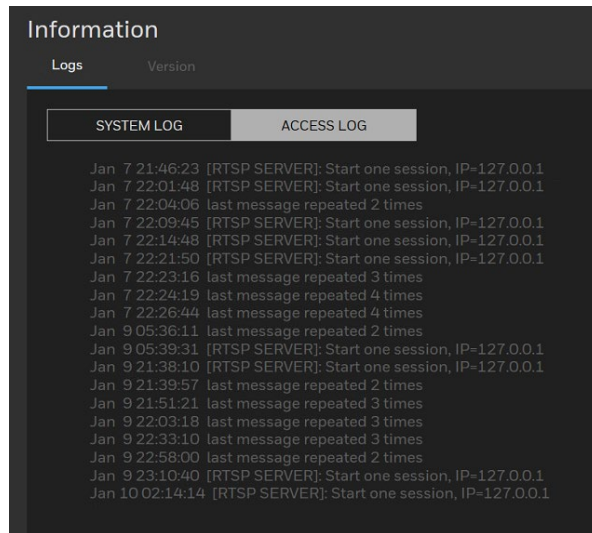 Information
Logs Version
SYSTEM LOG ACCESS LOG
Jan 7 21:46:23 [RTSP SERVER]: Start one session, IP=127.0.0.1
Jan 7 22:01:48 [RTSP SERVER]: Start one session, IP=127.0.0.1
Jan 7 22:04:06 last message repeated 2 times
Jan 7 22:09:45 [RTSP SERVER]: Start one session, IP=127.0.0.1
Jan 7 22:14:48 [RTSP SERVER]: Start one session, IP=127.0.0.1
Jan 7 22:21:50 [RTSP SERVER]: Start one session, IP=127.0.0.1
Jan 7 22:23:16 last message repeated 3 times
Jan 7 22:24:19 last message repeated 4 times
Jan 7 22:26:44 last message repeated 4 times
Jan 9 05:36:11 last message repeated 2 times
Jan 9 05:39:31 [RTSP SERVER]: Start one session, IP=127.0.0.1
Jan 9 21:38:10 [RTSP SERVER]: Start one session, IP=127.0.0.1
Jan 9 21:39:57 last message repeated 2 times
Jan 9 21:51:21 last message repeated 3 times
Jan 9 22:03:18 last message repeated 3 times
Jan 9 22:33:10 last message repeated 3 times
Jan 9 22:58:00 last message repeated 2 times
Jan 9 23:10:40 [RTSP SERVER]: Start one session, IP=127.0.0.1
Jan 10 02:14:14 [RTSP SERVER]: Start one session, IP=127.0.0.1